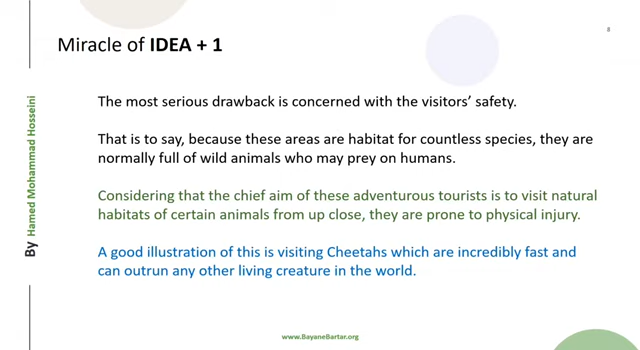 8
Miracle of IDEA + 1
The most serious drawback is concerned with the visitors' safety.
That is to say, because these areas are habitat for countless species, they are
normally full of wild animals who may prey on humans.
Considering that the chief aim of these adventurous tourists is to visit natural
habitats of certain animals from up close, they are prone to physical injury.
A good illustration of this is visiting Cheetahs which are incredibly fast and
can outrun any other living creature in the world.
By Hamed Mohammad Hosseini
www.BayaneBartar.org